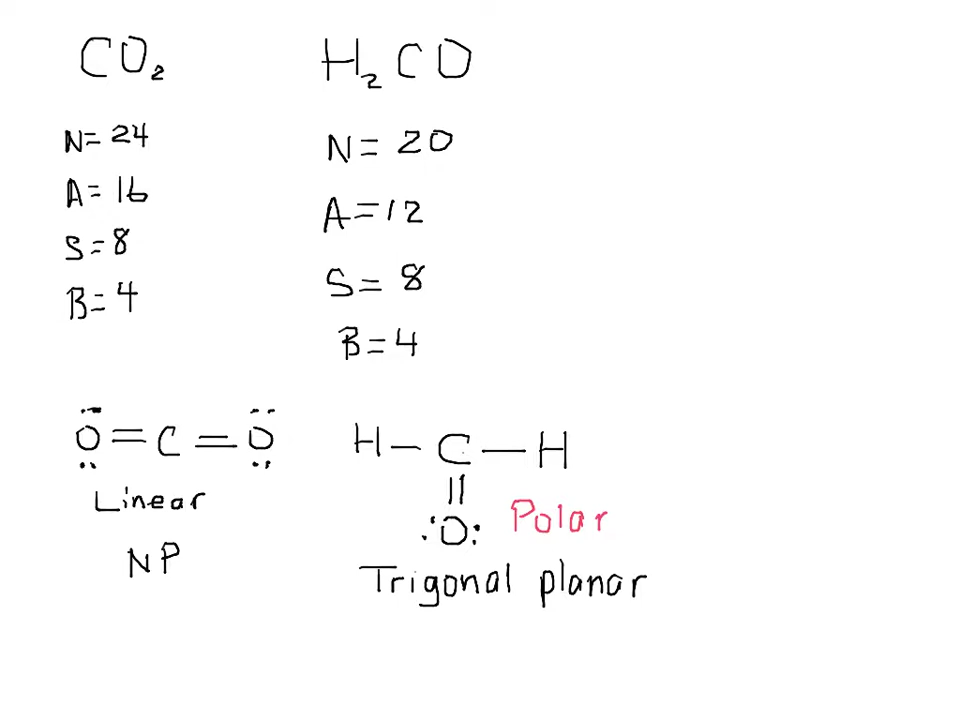 CO₂
N= 24
A= 16
S= 8
B= 4
O=C=O
Linear
NP
H₂CO
N= 20
A=12
S= 8
B=4
H–C–H
||
:O:
Polar
Trigonal planar